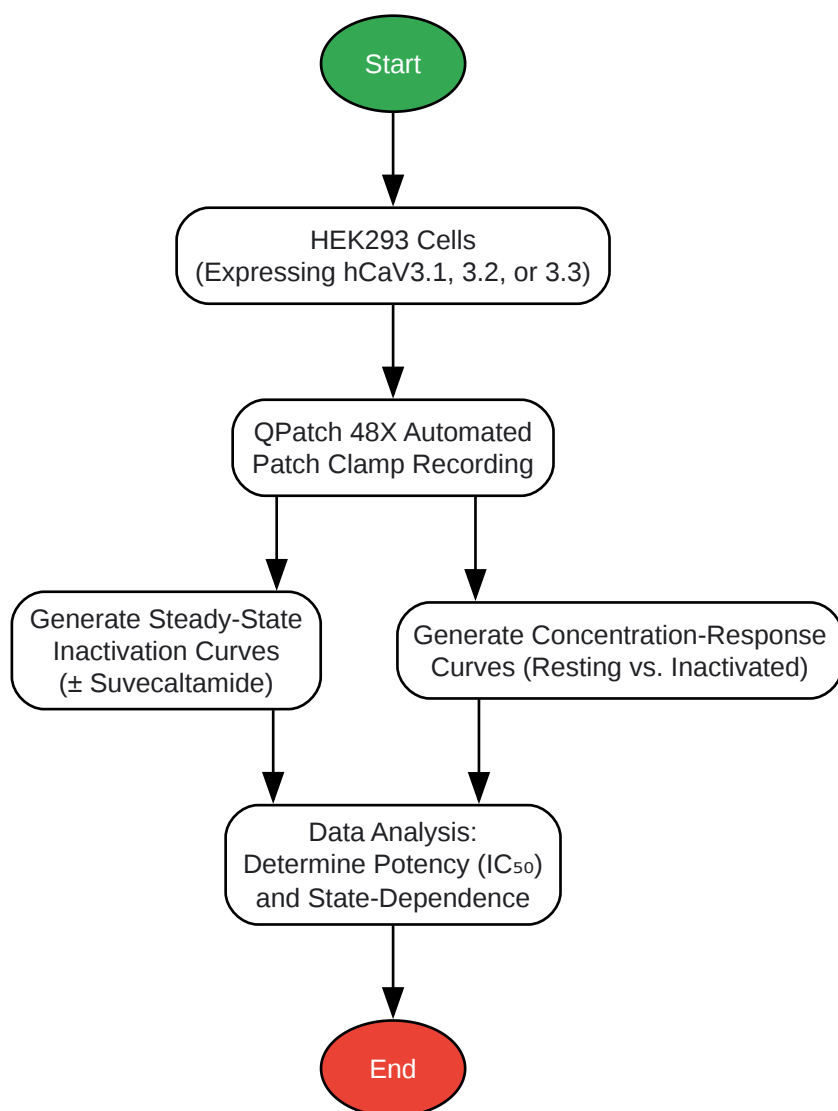 Start
HEK293 Cells
(Expressing hCaV3.1, 3.2, or 3.3)
QPatch 48X Automated
Patch Clamp Recording
Generate Steady-State
Inactivation Curves
(± Suvecaltamide)
Generate Concentration-Response
Curves (Resting vs. Inactivated)
Data Analysis:
Determine Potency (IC₅₀)
and State-Dependence
End